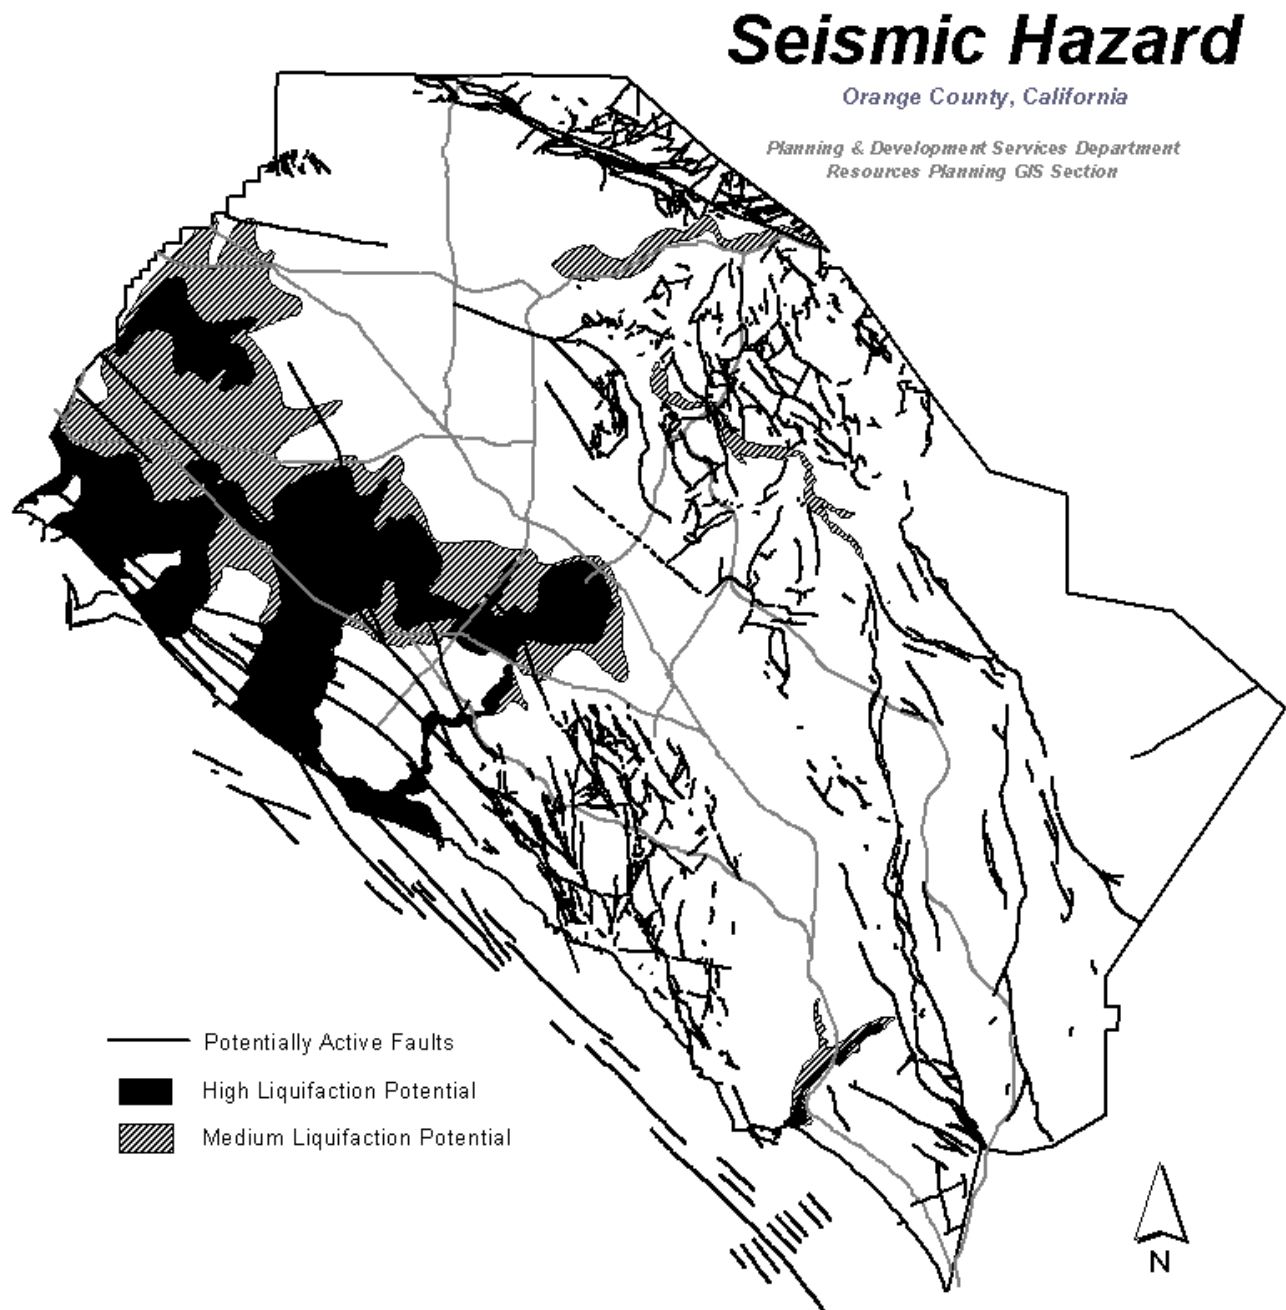 Seismic Hazard
Orange County, California
Planning & Development Services Department
Resources Planning GIS Section
Potentially Active Faults
High Liquifaction Potential
Medium Liquifaction Potential
N